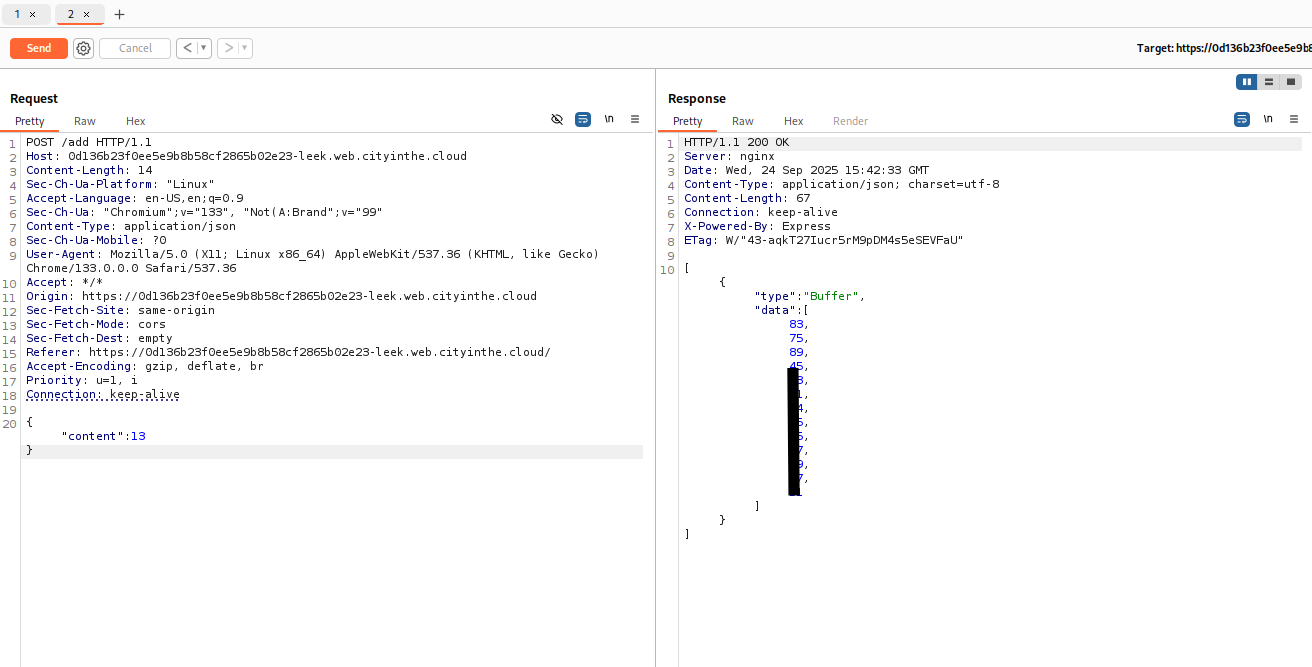 1 ×
2 ×
+
Send
Cancel
<
>
Target: https://0d136b23f0ee5e9b8
Request
Pretty
Raw
Hex
\n
1 POST /add HTTP/1.1
2 Host: 0d136b23f0ee5e9b8b58cf2865b02e23-leek.web.cityinthe.cloud
3 Content-Length: 14
4 Sec-Ch-Ua-Platform: "Linux"
5 Accept-Language: en-US,en;q=0.9
6 Sec-Ch-Ua: "Chromium";v="133", "Not(A:Brand";v="99"
7 Content-Type: application/json
8 Sec-Ch-Ua-Mobile: ?0
9 User-Agent: Mozilla/5.0 (X11; Linux x86_64) AppleWebKit/537.36 (KHTML, like Gecko)
Chrome/133.0.0.0 Safari/537.36
10 Accept: */*
11 Origin: https://0d136b23f0ee5e9b8b58cf2865b02e23-leek.web.cityinthe.cloud
12 Sec-Fetch-Site: same-origin
13 Sec-Fetch-Mode: cors
14 Sec-Fetch-Dest: empty
15 Referer: https://0d136b23f0ee5e9b8b58cf2865b02e23-leek.web.cityinthe.cloud/
16 Accept-Encoding: gzip, deflate, br
17 Priority: u=1, i
18 Connection: keep-alive
19
20 {
"content":13
}
Response
Pretty
Raw
Hex
Render
\n
1 HTTP/1.1 200 OK
2 Server: nginx
3 Date: Wed, 24 Sep 2025 15:42:33 GMT
4 Content-Type: application/json; charset=utf-8
5 Content-Length: 67
6 Connection: keep-alive
7 X-Powered-By: Express
8 ETag: W/"43-aqkT27Iucr5rM9pDM4s5eSEVFaU"
9
10 [
{
"type":"Buffer",
"data":[
83,
75,
89,
45,
]
}
]